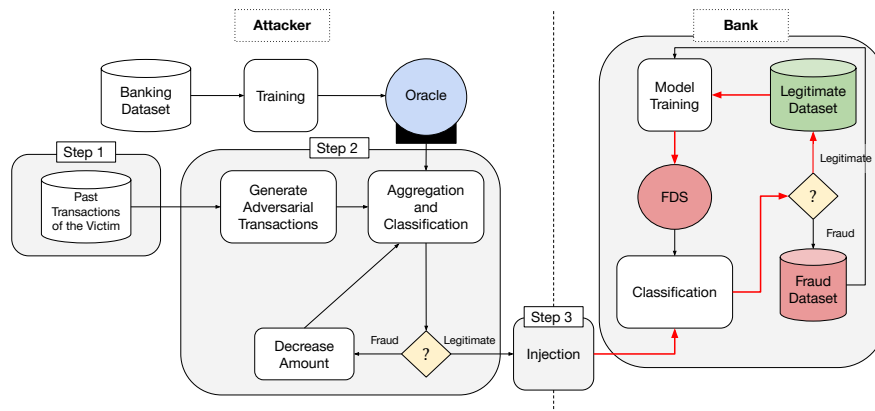 Attacker
Bank
Banking
Dataset
Training
Oracle
Model
Training
Legitimate
Dataset
Step 1
Step 2
Past
Transactions
of the Victim
Generate
Adversarial
Transactions
Aggregation
and
Classification
FDS
Legitimate
?
Fraud
Classification
Fraud
Dataset
Step 3
Decrease
Amount
Fraud
?
Legitimate
Injection